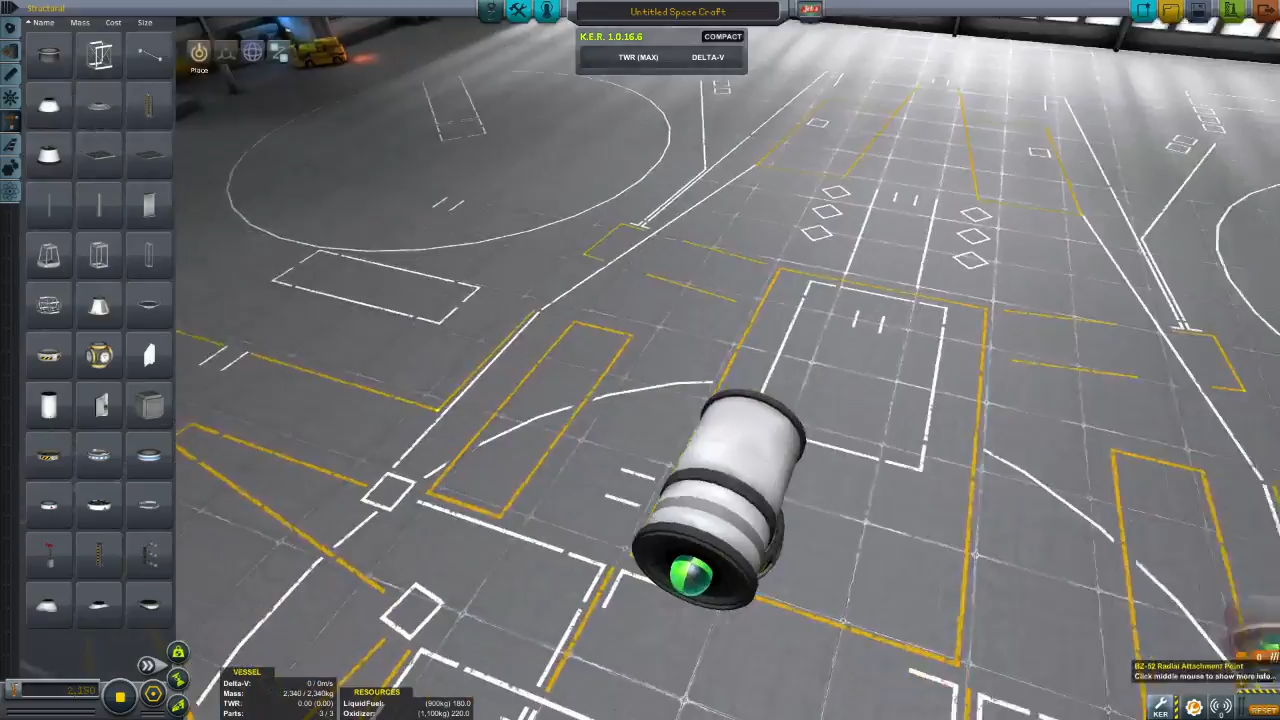 Structural
Name Mass Cost Size
Untitled Space Craft
K.E.R. 1.0.16.6
COMPACT
TWR (MAX) DELTA-V
Place
BZ-52 Radial Attachment Point
Click middle mouse to show more info...
VESSEL
Delta-V: 0 / 0m/s
Mass: 2,340 / 2,340kg
TWR: 0.00 (0.00)
Parts: 3 / 3
RESOURCES
LiquidFuel: (900kg) 180.0
Oxidizer: (1,100kg) 220.0
KER
0
RESET